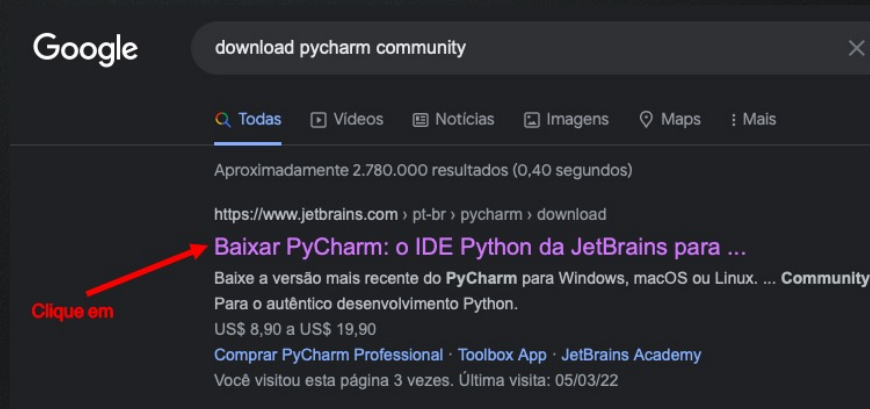 Google
download pycharm community
Todas Vídeos Notícias Imagens Maps Mais
Aproximadamente 2.780.000 resultados (0,40 segundos)
https://www.jetbrains.com › pt-br › pycharm › download
Baixar PyCharm: o IDE Python da JetBrains para ...
Baixe a versão mais recente do PyCharm para Windows, macOS ou Linux. ... Community
Clique em
Para o autêntico desenvolvimento Python.
US$ 8,90 a US$ 19,90
Comprar PyCharm Professional · Toolbox App · JetBrains Academy
Você visitou esta página 3 vezes. Última visita: 05/03/22